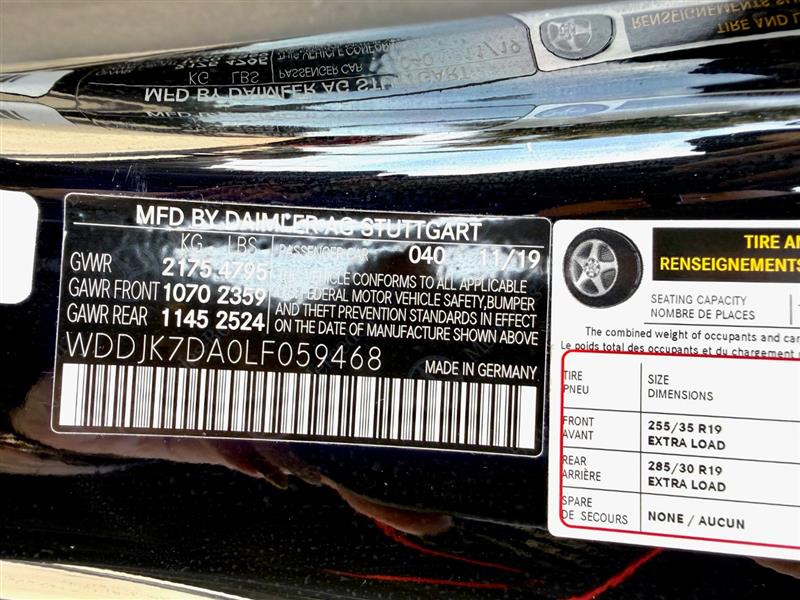 MFD BY DAIMLER AG STUTTGART
KG LBS PASSENGER CAR 040 11/19
GVWR 2175 4795
GAWR FRONT 1070 2359
GAWR REAR 1145 2524
THIS VEHICLE CONFORMS TO ALL APPLICABLE
U.S. FEDERAL MOTOR VEHICLE SAFETY, BUMPER
AND THEFT PREVENTION STANDARDS IN EFFECT
ON THE DATE OF MANUFACTURE SHOWN ABOVE
WDDJK7DA0LF059468
MADE IN GERMANY
TIRE
RENSEIGNEMENTS
SEATING CAPACITY
NOMBRE DE PLACES
The combined weight of occupants and
Le poids total des occupants et du chargement
TIRE
PNEU
SIZE
DIMENSIONS
FRONT
AVANT
255/35 R19
EXTRA LOAD
REAR
ARRIÈRE
285/30 R19
EXTRA LOAD
SPARE
DE SECOURS
NONE / AUCUN